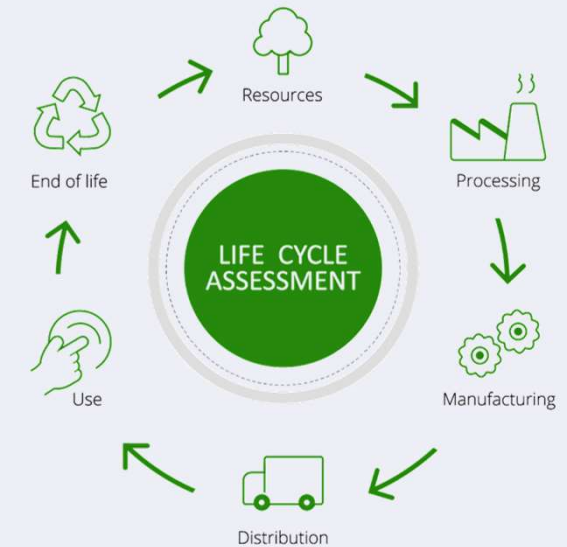 Resources
Processing
Manufacturing
Distribution
Use
End of life
LIFE CYCLE
ASSESSMENT